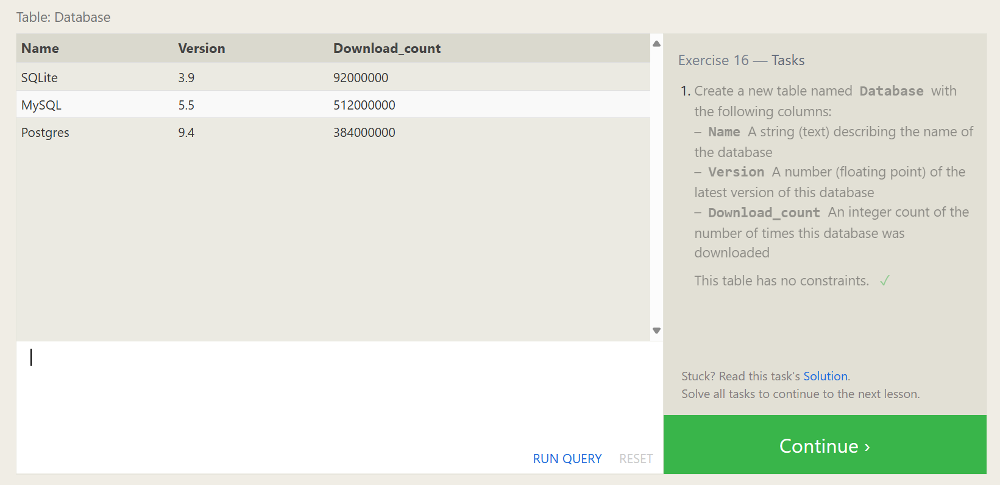 Table: Database
Name Version Download_count
SQLite 3.9 92000000
MySQL 5.5 512000000
Postgres 9.4 384000000
RUN QUERY RESET
Exercise 16 — Tasks
1. Create a new table named Database with
the following columns:
– Name A string (text) describing the name of
the database
– Version A number (floating point) of the
latest version of this database
– Download_count An integer count of the
number of times this database was
downloaded
This table has no constraints. ✓
Stuck? Read this task's Solution.
Solve all tasks to continue to the next lesson.
Continue ›